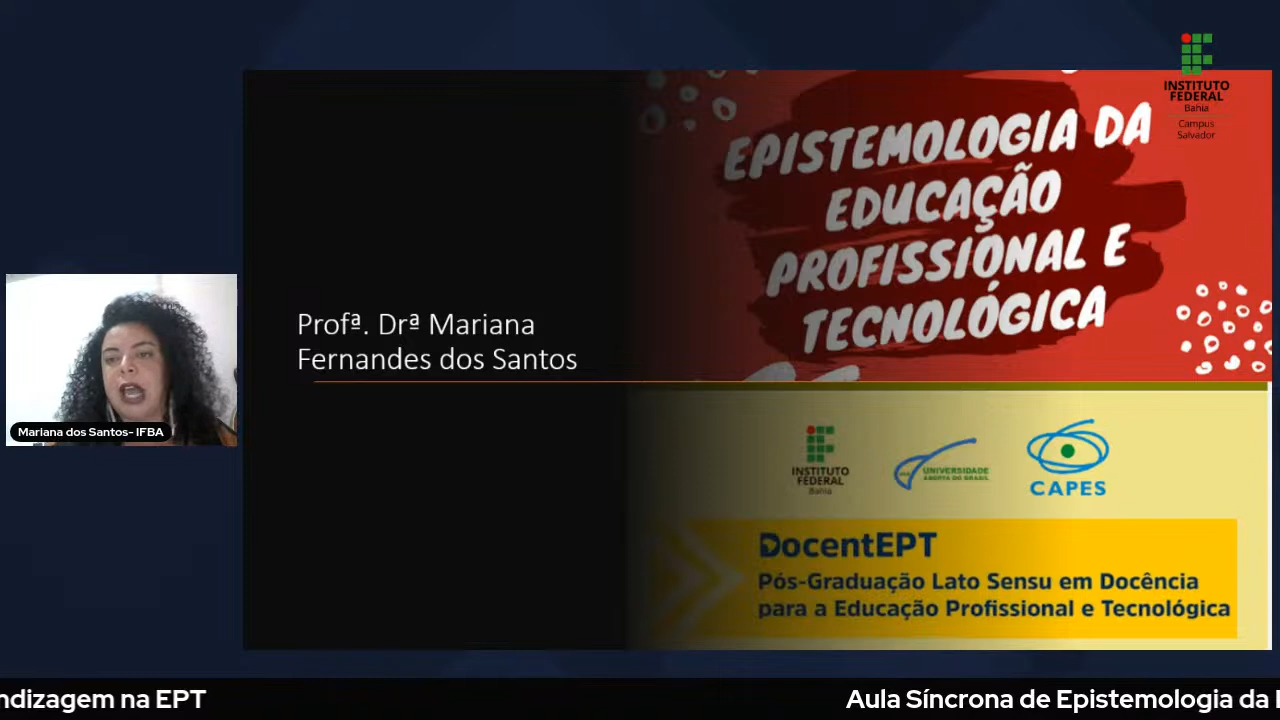 INSTITUTO
FEDERAL
Bahia
Campus
Salvador
EPISTEMOLOGIA DA
EDUCAÇÃO
PROFISSIONAL E
TECNOLÓGICA
Profª. Drª Mariana
Fernandes dos Santos
Mariana dos Santos- IFBA
INSTITUTO
FEDERAL
Bahia
UNIVERSIDADE
ABERTA DO BRASIL
CAPES
DocentEPT
Pós-Graduação Lato Sensu em Docência
para a Educação Profissional e Tecnológica
ndizagem na EPT
Aula Síncrona de Epistemologia da